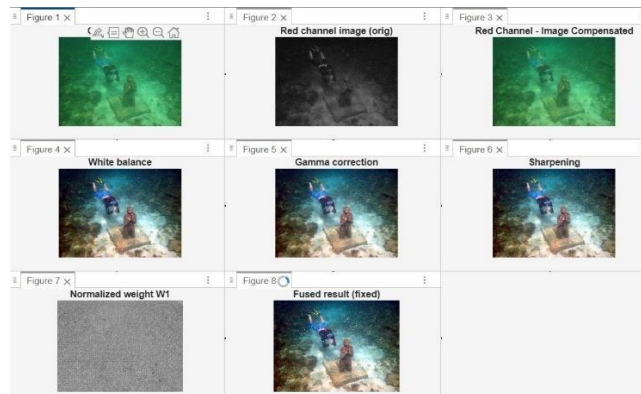 Figure 1 ×
Figure 2 ×
Figure 3 ×
Red channel image (orig)
Red Channel - Image Compensated
Figure 4 ×
Figure 5 ×
Figure 6 ×
White balance
Gamma correction
Sharpening
Figure 7 ×
Figure 8
Normalized weight W1
Fused result (fixed)